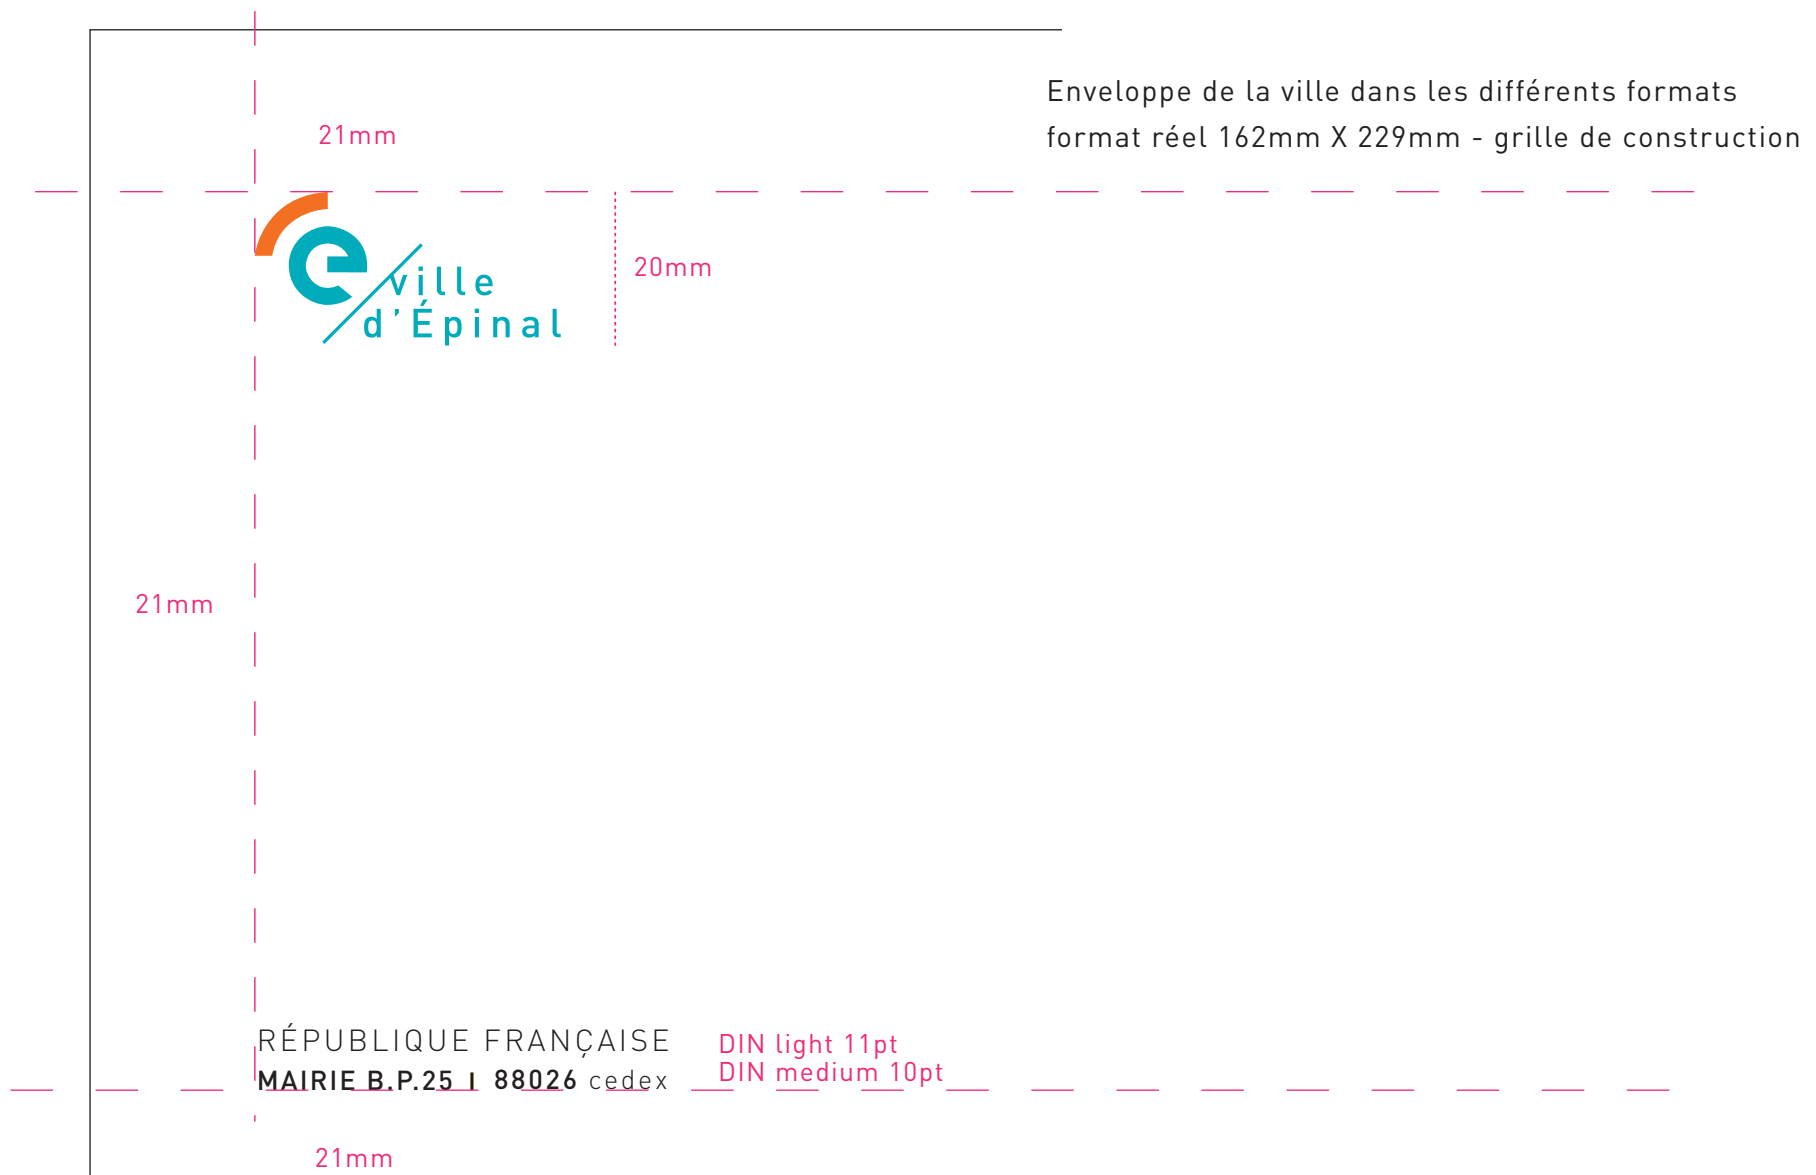 Enveloppe de la ville dans les différents formats
format réel 162mm X 229mm - grille de construction
21mm
20mm
e
ville
d'Épinal
21mm
RÉPUBLIQUE FRANÇAISE
MAIRIE B.P.25 I 88026 cedex
DIN light 11pt
DIN medium 10pt
21mm